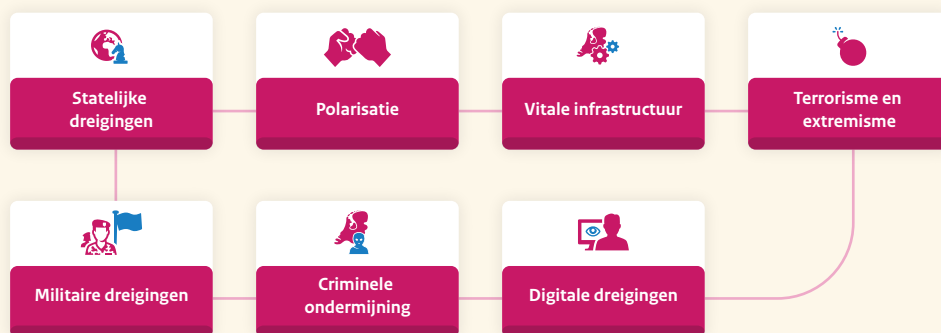 Statelijke
dreigingen
Polarisatie
Vitale infrastructuur
Terrorisme en
extremisme
Militaire dreigingen
Criminele
ondermijning
Digitale dreigingen